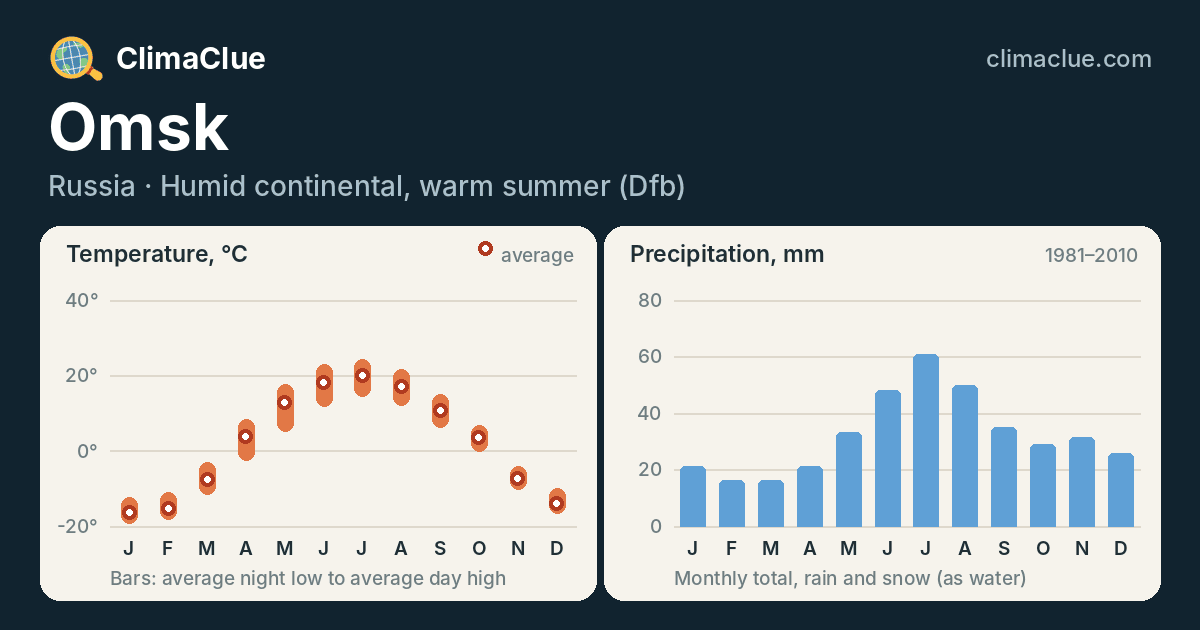 ClimaClue
climaclue.com
Omsk
Russia · Humid continental, warm summer (Dfb)
Temperature, °C
average
40°
20°
0°
-20°
J F M A M J J A S O N D
Bars: average night low to average day high
Precipitation, mm
1981–2010
80
60
40
20
0
J F M A M J J A S O N D
Monthly total, rain and snow (as water)